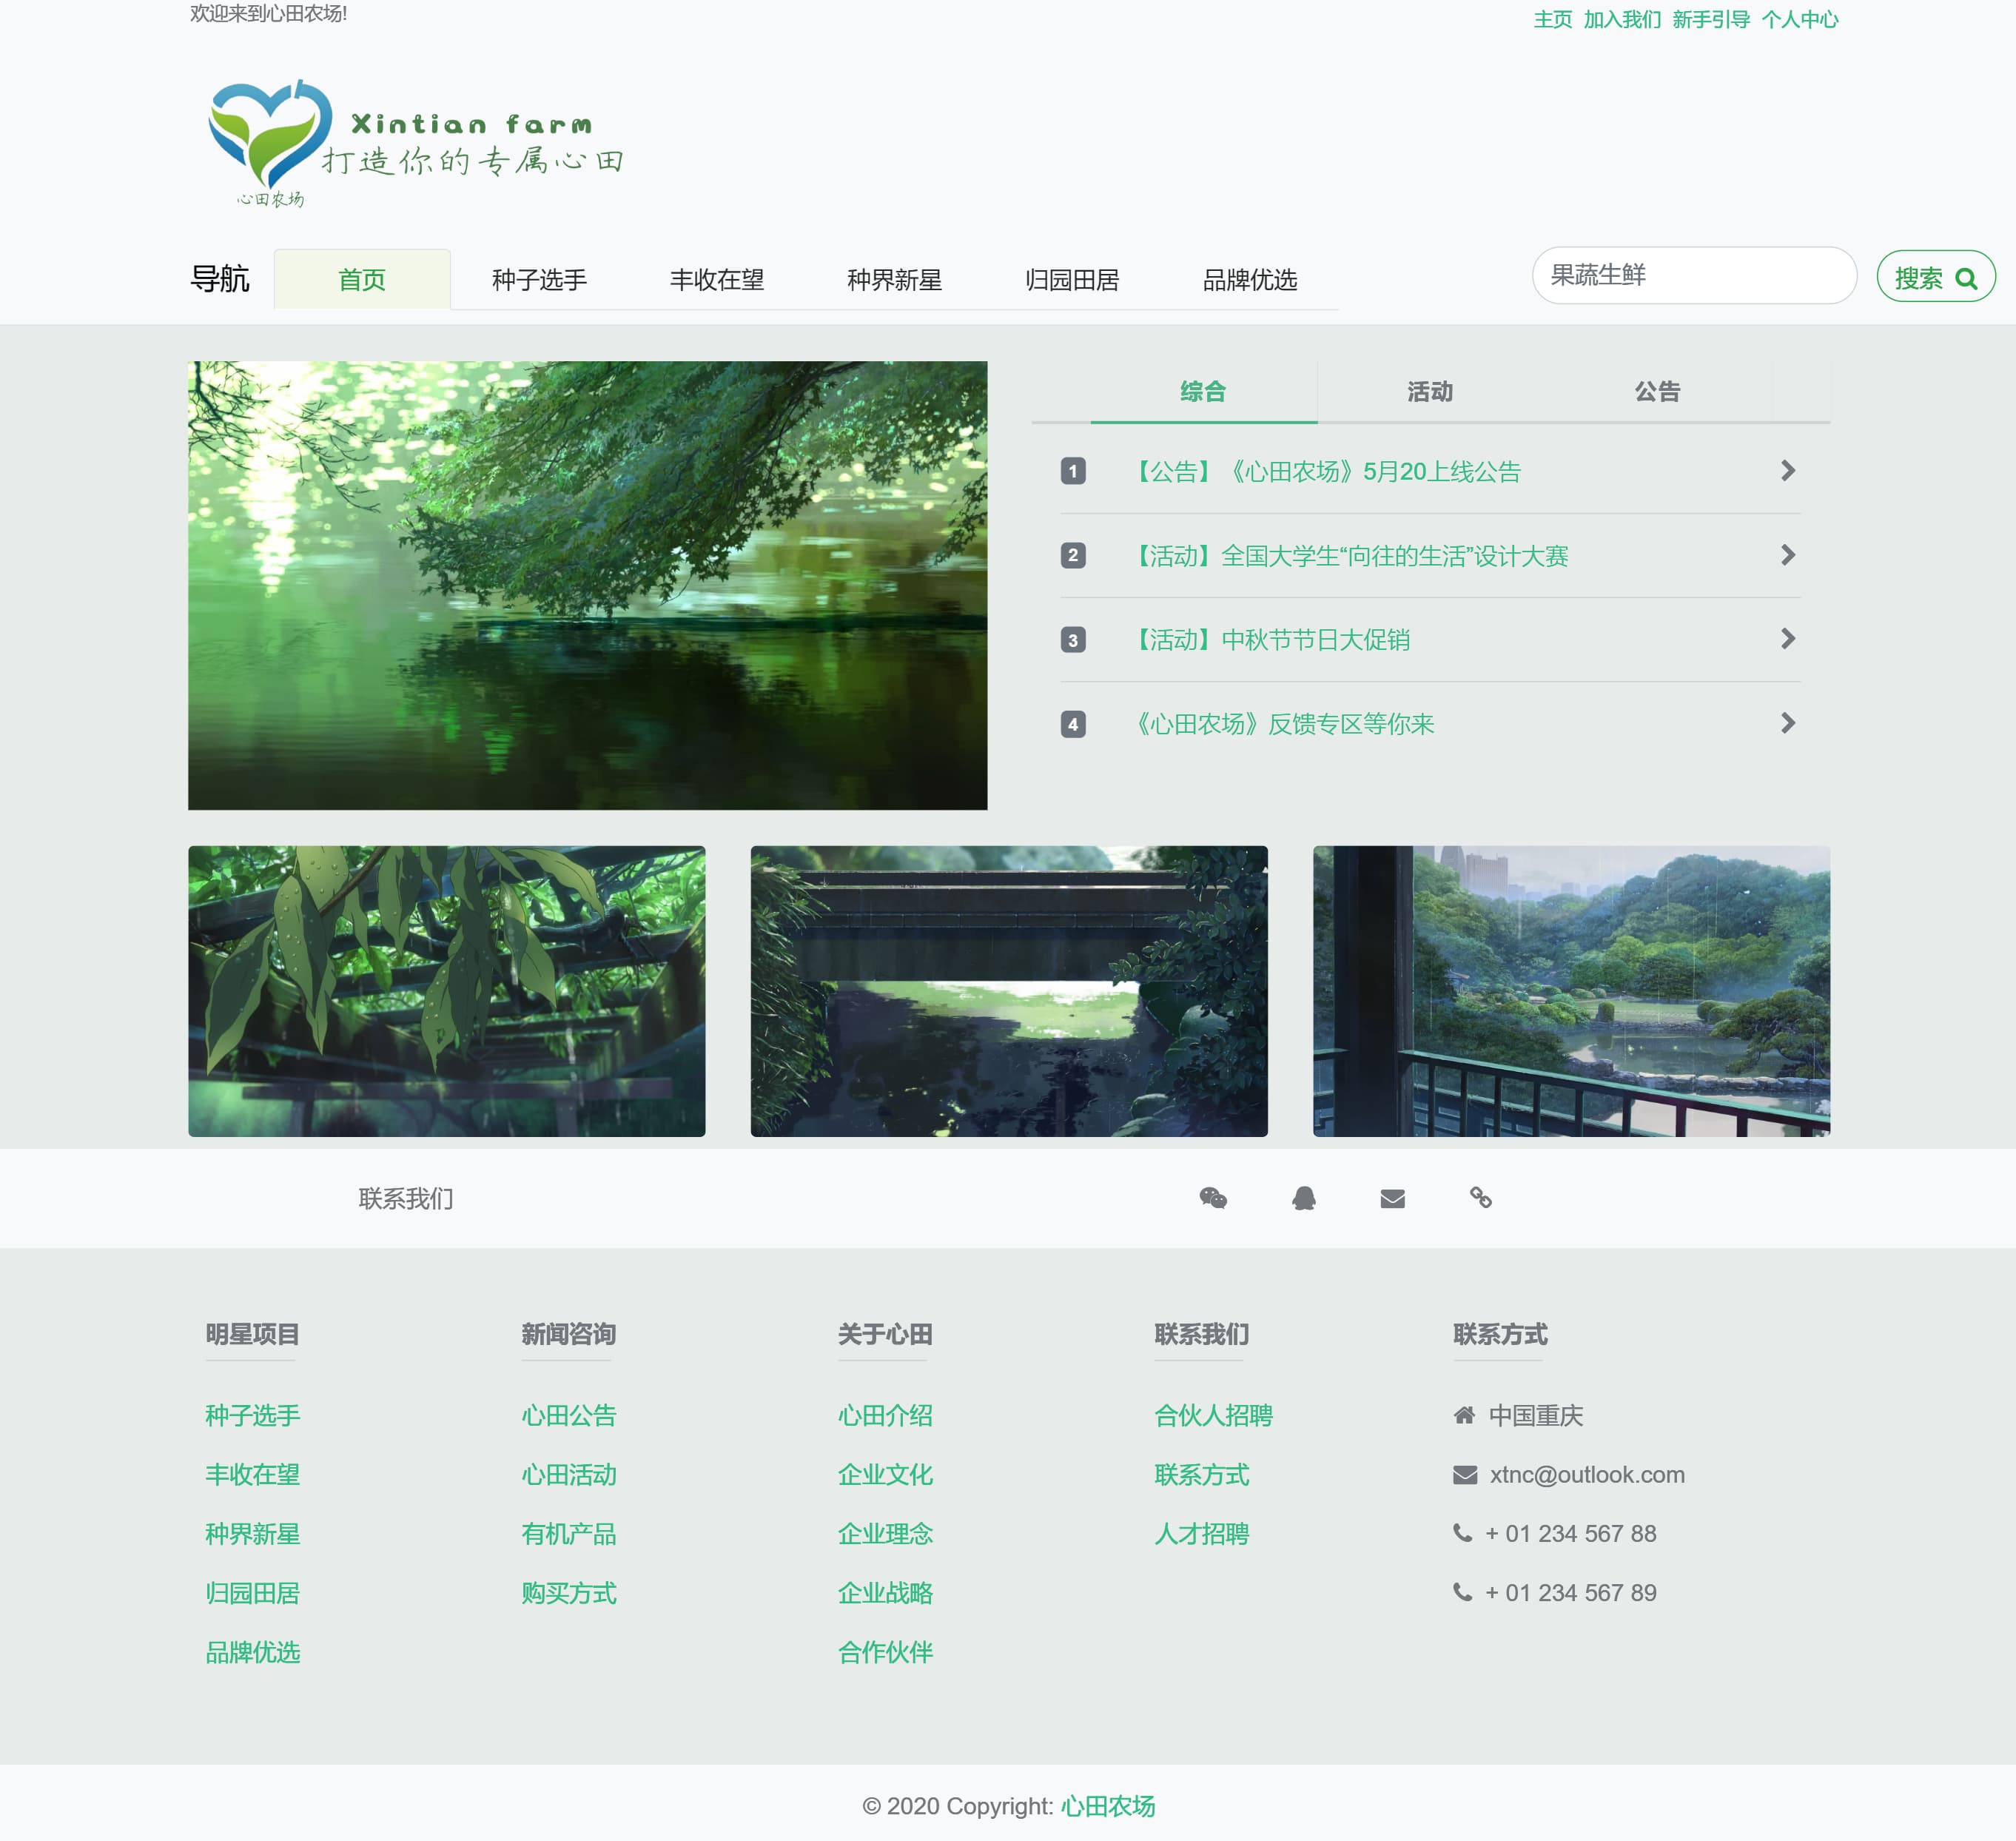 欢迎来到心田农场!
主页 加入我们 新手引导 个人中心
Xintian farm
打造你的专属心田
心田农场
导航 首页 种子选手 丰收在望 种界新星 归园田居 品牌优选 果蔬生鲜 搜索
综合 活动 公告
1 【公告】《心田农场》5月20上线公告
2 【活动】全国大学生“向往的生活”设计大赛
3 【活动】中秋节节日大促销
4 《心田农场》反馈专区等你来
联系我们
明星项目
种子选手
丰收在望
种界新星
归园田居
品牌优选
新闻咨询
心田公告
心田活动
有机产品
购买方式
关于心田
心田介绍
企业文化
企业理念
企业战略
合作伙伴
联系我们
合伙人招聘
联系方式
人才招聘
联系方式
中国重庆
xtnc@outlook.com
+ 01 234 567 88
+ 01 234 567 89
© 2020 Copyright: 心田农场